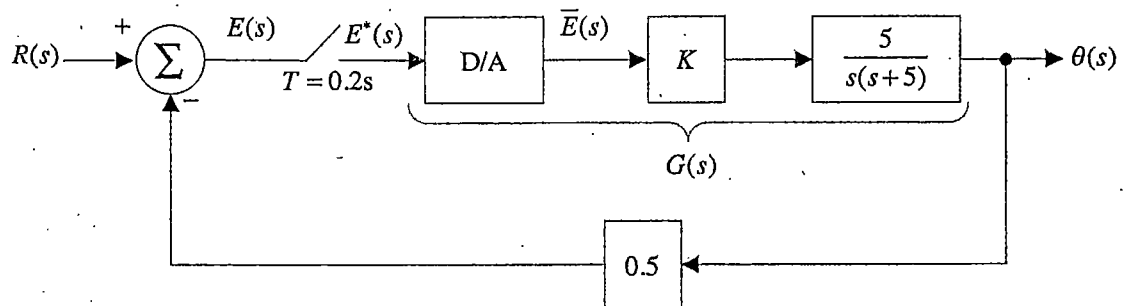 R(s)
+
Σ
−
E(s)
T = 0.2s
E*(s)
D/A
E̅(s)
K
5
s(s+5)
θ(s)
G(s)
0.5